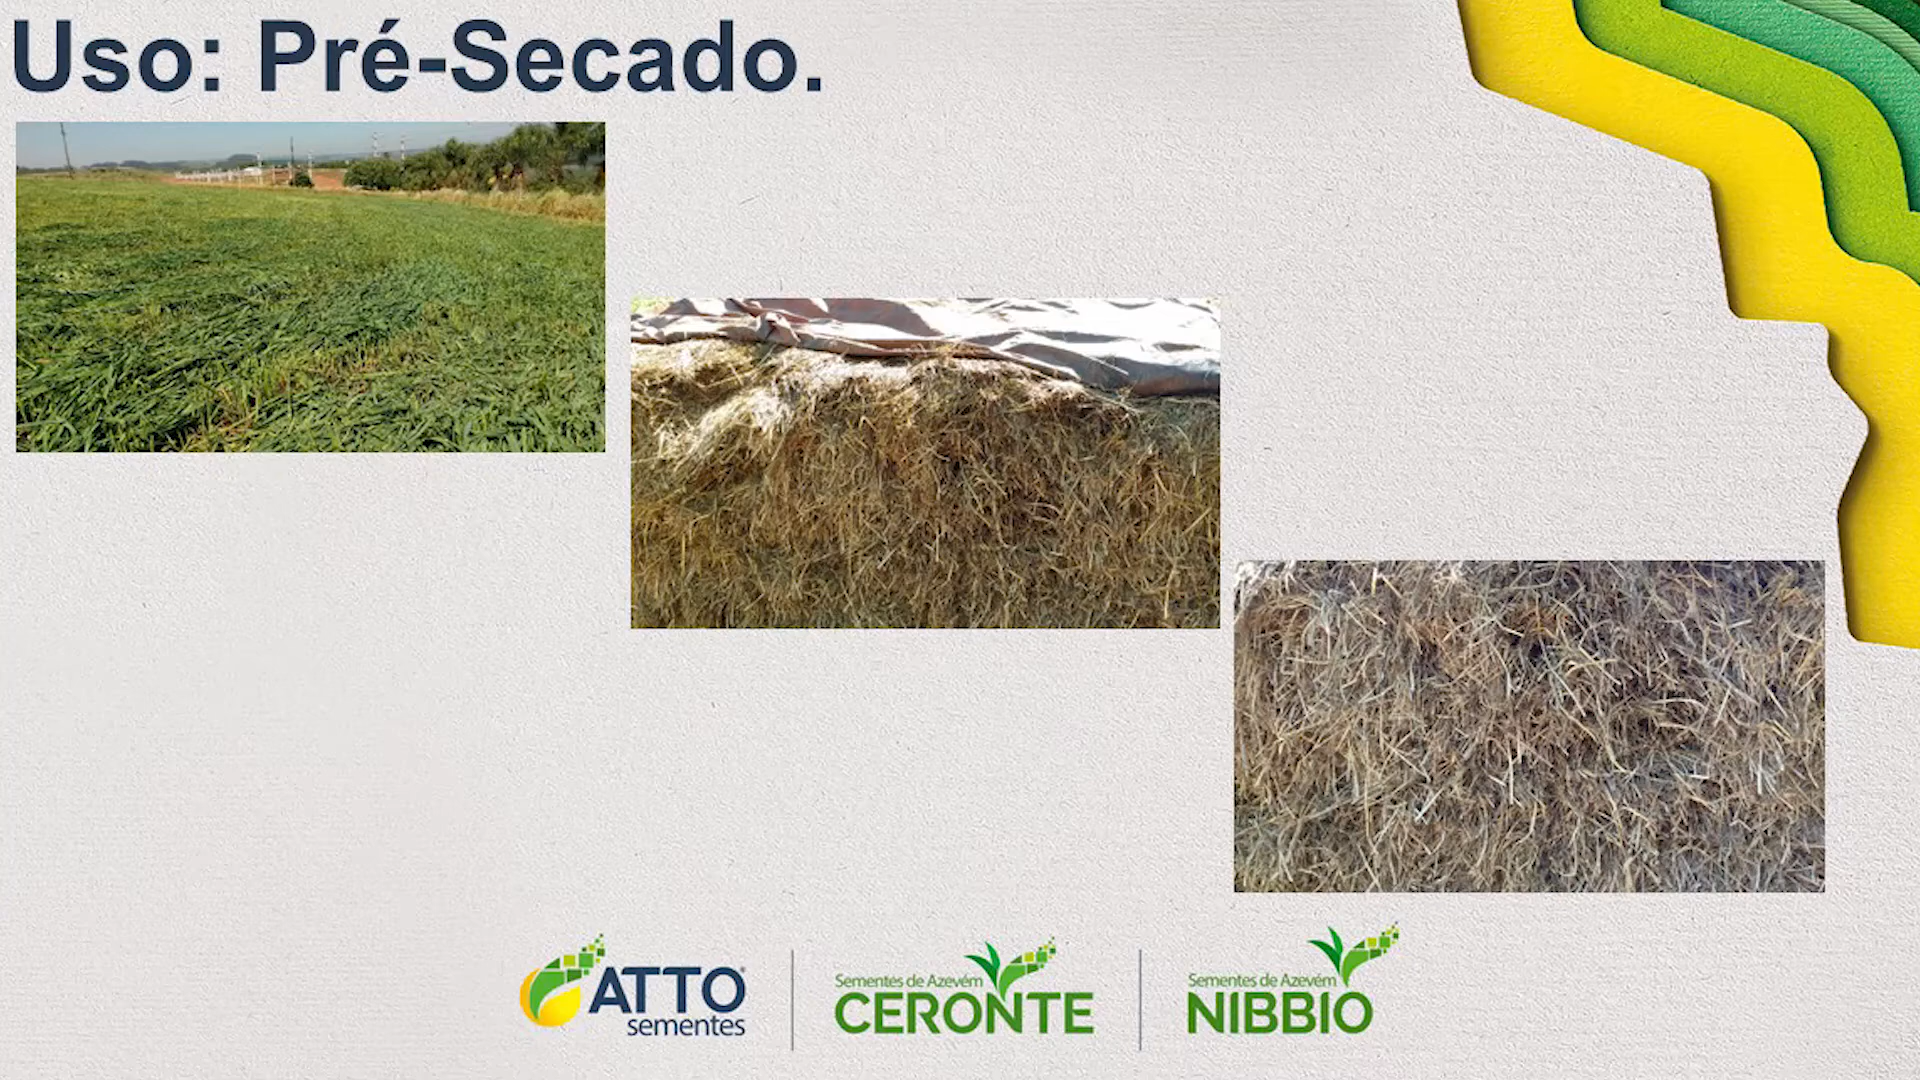 Uso: Pré-Secado.
ATTO
sementes
Sementes de Azevém
CERONTE
Sementes de Azevém
NIBBIO